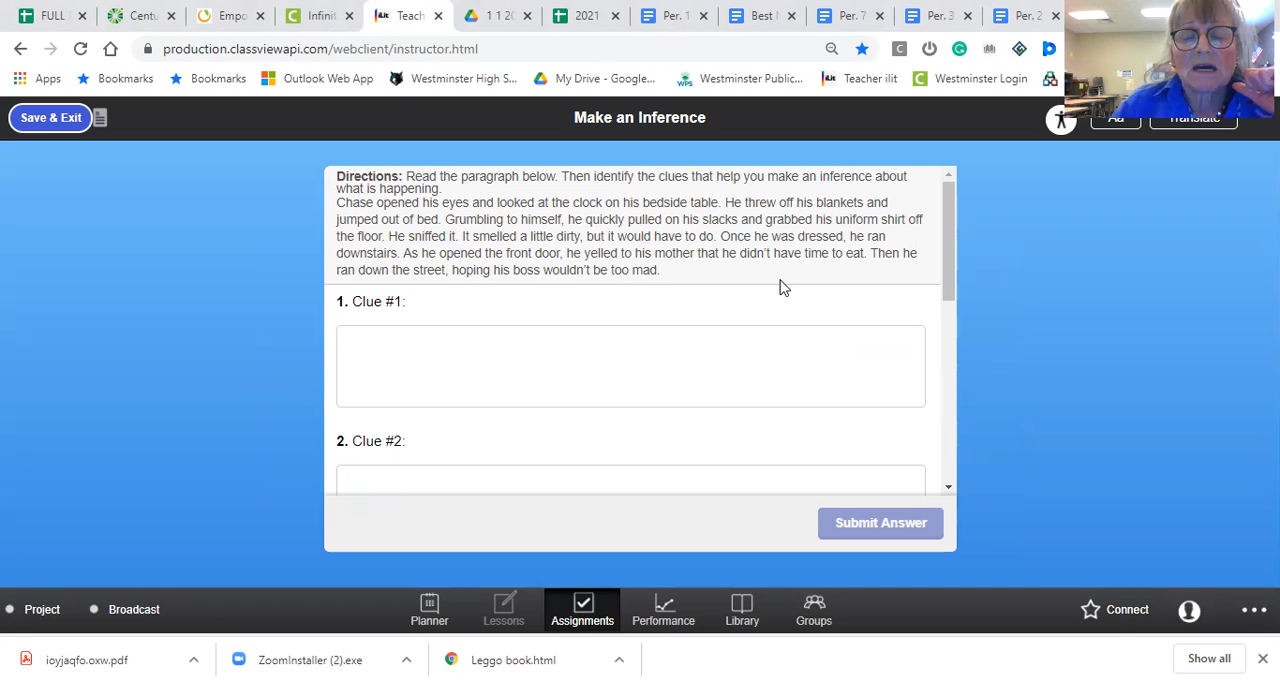 FULL
Centu
Empo
Infinit
Teach
1 1 20
2021
Per. 1
Best M
Per. 7
Per. 3
Per. 2
production.classviewapi.com/webclient/instructor.html
Apps
Bookmarks
Bookmarks
Outlook Web App
Westminster High S...
My Drive - Google...
Westminster Public...
Teacher ilit
Westminster Login
Save & Exit
Make an Inference
Aa
Translate
Directions: Read the paragraph below. Then identify the clues that help you make an inference about
what is happening.
Chase opened his eyes and looked at the clock on his bedside table. He threw off his blankets and
jumped out of bed. Grumbling to himself, he quickly pulled on his slacks and grabbed his uniform shirt off
the floor. He sniffed it. It smelled a little dirty, but it would have to do. Once he was dressed, he ran
downstairs. As he opened the front door, he yelled to his mother that he didn't have time to eat. Then he
ran down the street, hoping his boss wouldn't be too mad.
1. Clue #1:
2. Clue #2:
Submit Answer
Project
Broadcast
Planner
Lessons
Assignments
Performance
Library
Groups
Connect
ioyjaqfo.oxw.pdf
ZoomInstaller (2).exe
Leggo book.html
Show all